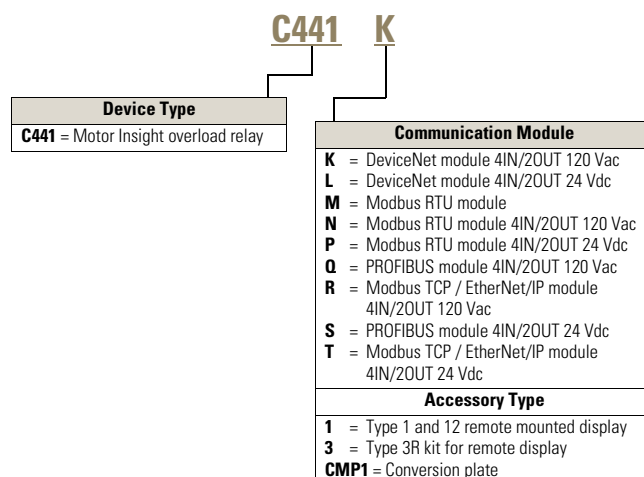 C441 K
Device Type
C441 = Motor Insight overload relay
Communication Module
K = DeviceNet module 4IN/2OUT 120 Vac
L = DeviceNet module 4IN/2OUT 24 Vdc
M = Modbus RTU module
N = Modbus RTU module 4IN/2OUT 120 Vac
P = Modbus RTU module 4IN/2OUT 24 Vdc
Q = PROFIBUS module 4IN/2OUT 120 Vac
R = Modbus TCP / EtherNet/IP module
4IN/2OUT 120 Vac
S = PROFIBUS module 4IN/2OUT 24 Vdc
T = Modbus TCP / EtherNet/IP module
4IN/2OUT 24 Vdc
Accessory Type
1 = Type 1 and 12 remote mounted display
3 = Type 3R kit for remote display
CMP1 = Conversion plate